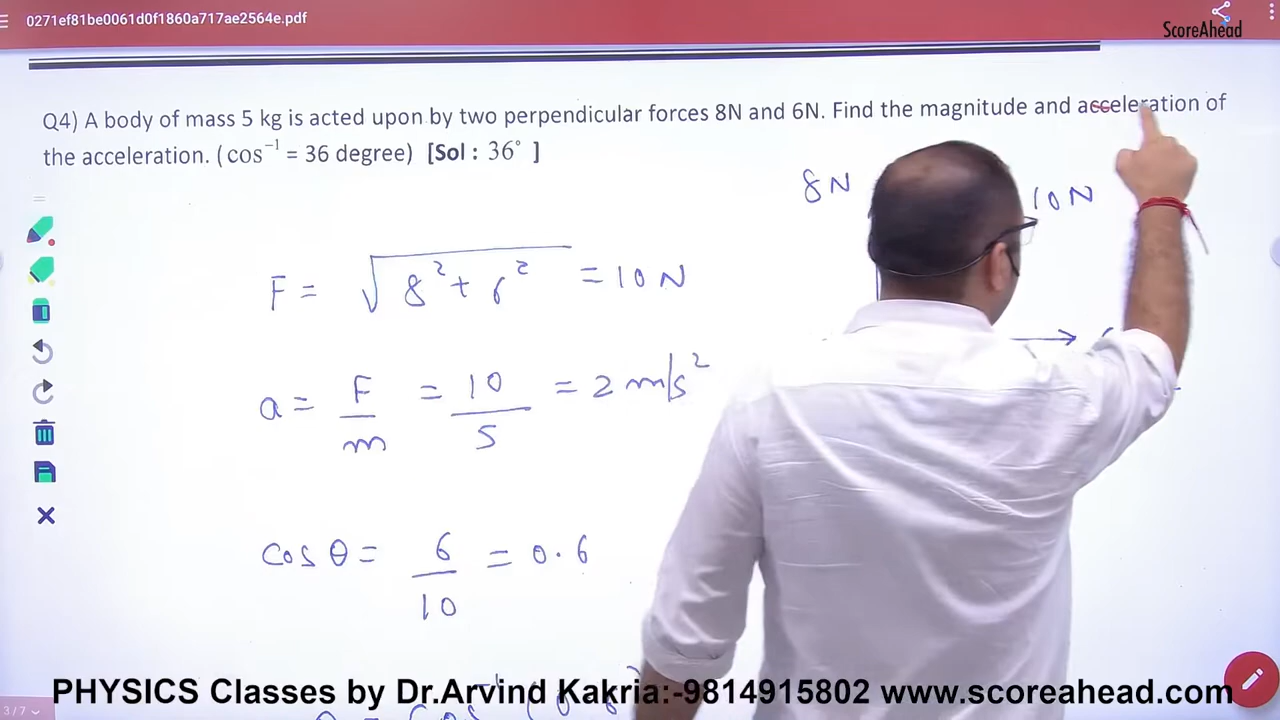 0271ef81be0061d0f1860a717ae2564e.pdf
ScoreAhead
Q4) A body of mass 5 kg is acted upon by two perpendicular forces 8N and 6N. Find the magnitude and acceleration of
the acceleration. (cos⁻¹ = 36 degree) [Sol : 36° ]
8N
10N
F = √8² + 6² = 10 N
a = F/m = 10/5 = 2 m/s²
cos θ = 6/10 = 0.6
PHYSICS Classes by Dr.Arvind Kakria:-9814915802 www.scoreahead.com
3 / 7